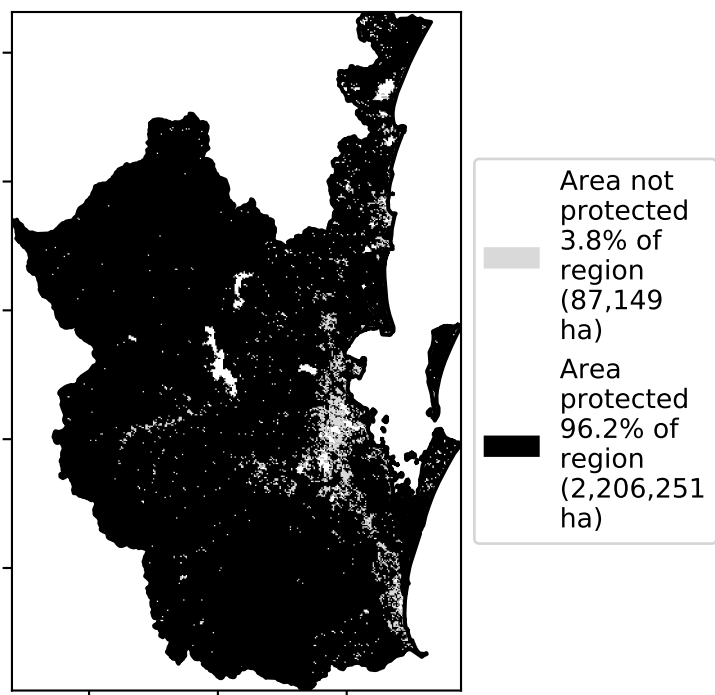 Area not
protected
3.8% of
region
(87,149
ha)
Area
protected
96.2% of
region
(2,206,251
ha)